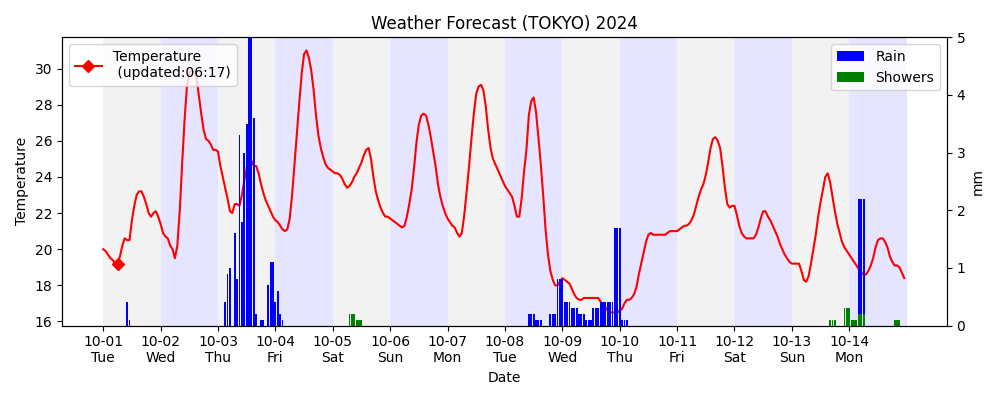 Weather Forecast (TOKYO) 2024
Temperature
(updated:06:17)
Rain
Showers
Temperature
30
28
26
24
22
20
18
16
5
4
3
2
1
0
mm
10-01 10-02 10-03 10-04 10-05 10-06 10-07 10-08 10-09 10-10 10-11 10-12 10-13 10-14
Tue Wed Thu Fri Sat Sun Mon Tue Wed Thu Fri Sat Sun Mon
Date